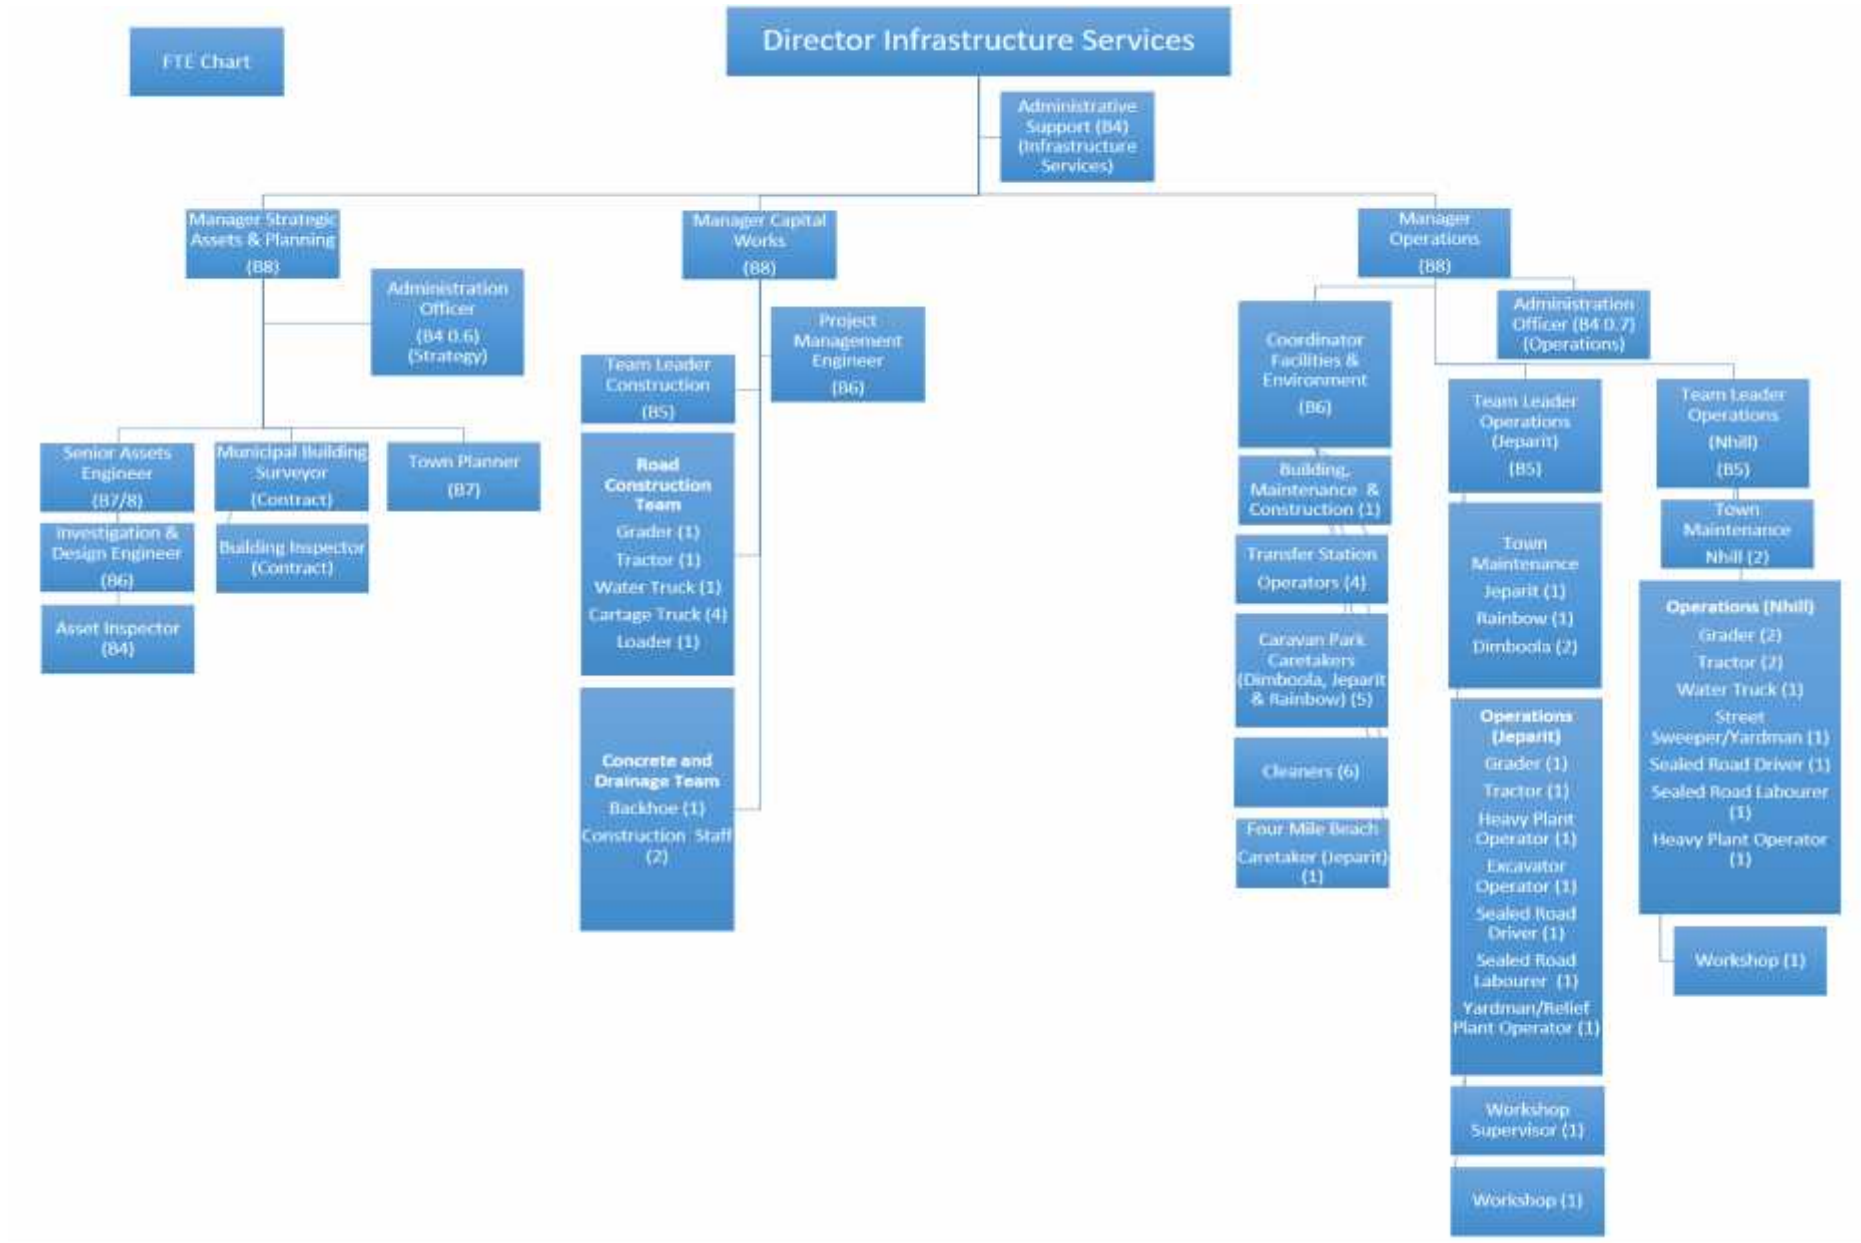 FTE Chart
Director Infrastructure Services
Administrative
Support (B4)
(Infrastructure
Services)
Manager Strategic
Assets & Planning
(B8)
Administration
Officer
(B4 0.6)
(Strategy)
Senior Assets
Engineer
(B7/8)
Investigation &
Design Engineer
(B6)
Asset Inspector
(B4)
Municipal Building
Surveyor
(Contract)
Building Inspector
(Contract)
Town Planner
(B7)
Manager Capital
Works
(B8)
Project
Management
Engineer
(B6)
Team Leader
Construction
(B5)
Road
Construction
Team
Grader (1)
Tractor (1)
Water Truck (1)
Cartage Truck (4)
Loader (1)
Concrete and
Drainage Team
Backhoe (1)
Construction Staff
(2)
Manager
Operations
(B8)
Administration
Officer (B4 0.7)
(Operations)
Coordinator
Facilities &
Environment
(B6)
Building,
Maintenance &
Construction (1)
Transfer Station
Operators (4)
Caravan Park
Caretakers
(Dimboola, Jeparit
& Rainbow) (5)
Cleaners (6)
Four Mile Beach
Caretaker (Jeparit)
(1)
Team Leader
Operations
(Jeparit)
(B5)
Town
Maintenance
Jeparit (1)
Rainbow (1)
Dimboola (2)
Operations
(Jeparit)
Grader (1)
Tractor (1)
Heavy Plant
Operator (1)
Excavator
Operator (1)
Sealed Road
Driver (1)
Sealed Road
Labourer (1)
Yardman/Relief
Plant Operator (1)
Workshop
Supervisor (1)
Workshop (1)
Team Leader
Operations
(Nhill)
(B5)
Town
Maintenance
Nhill (2)
Operations (Nhill)
Grader (2)
Tractor (2)
Water Truck (1)
Street
Sweeper/Yardman (1)
Sealed Road Driver (1)
Sealed Road Labourer
(1)
Heavy Plant Operator
(1)
Workshop (1)